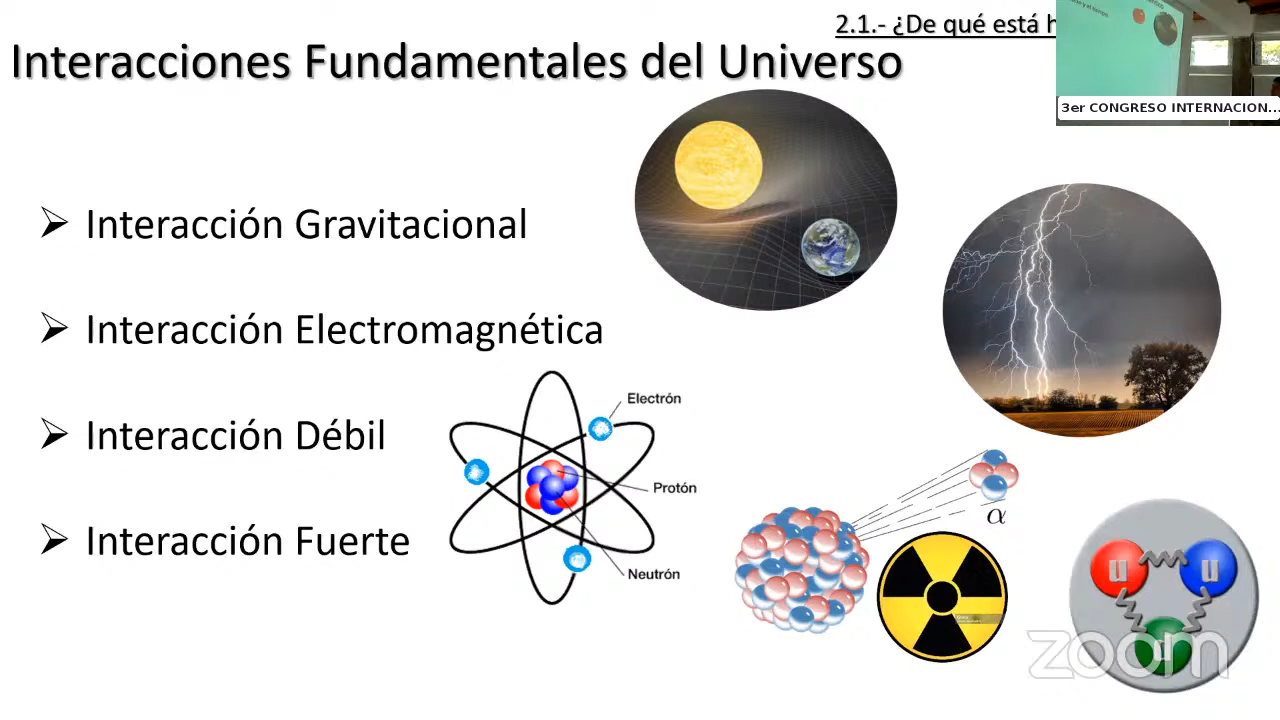 2.1.- ¿De qué está
Interacciones Fundamentales del Universo
3er CONGRESO INTERNACION...
➢ Interacción Gravitacional
➢ Interacción Electromagnética
➢ Interacción Débil
➢ Interacción Fuerte
Electrón
Protón
Neutrón
α
u u
d
zoom